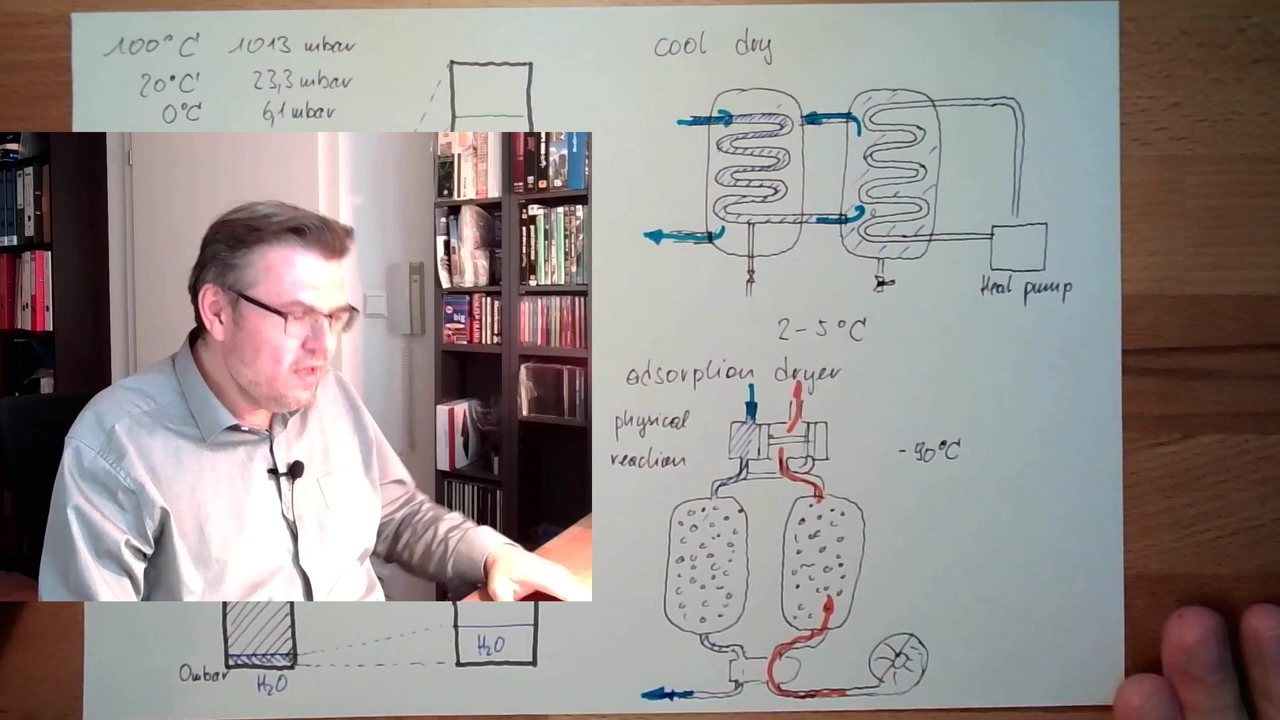 100°C 1013 mbar
20°C 23,3 mbar
0°C 6,1 mbar
cool dry
Heat pump
2-5°C
adsorption dryer
physical
reaction
-90°C
H₂O
0mbar
H₂O
big